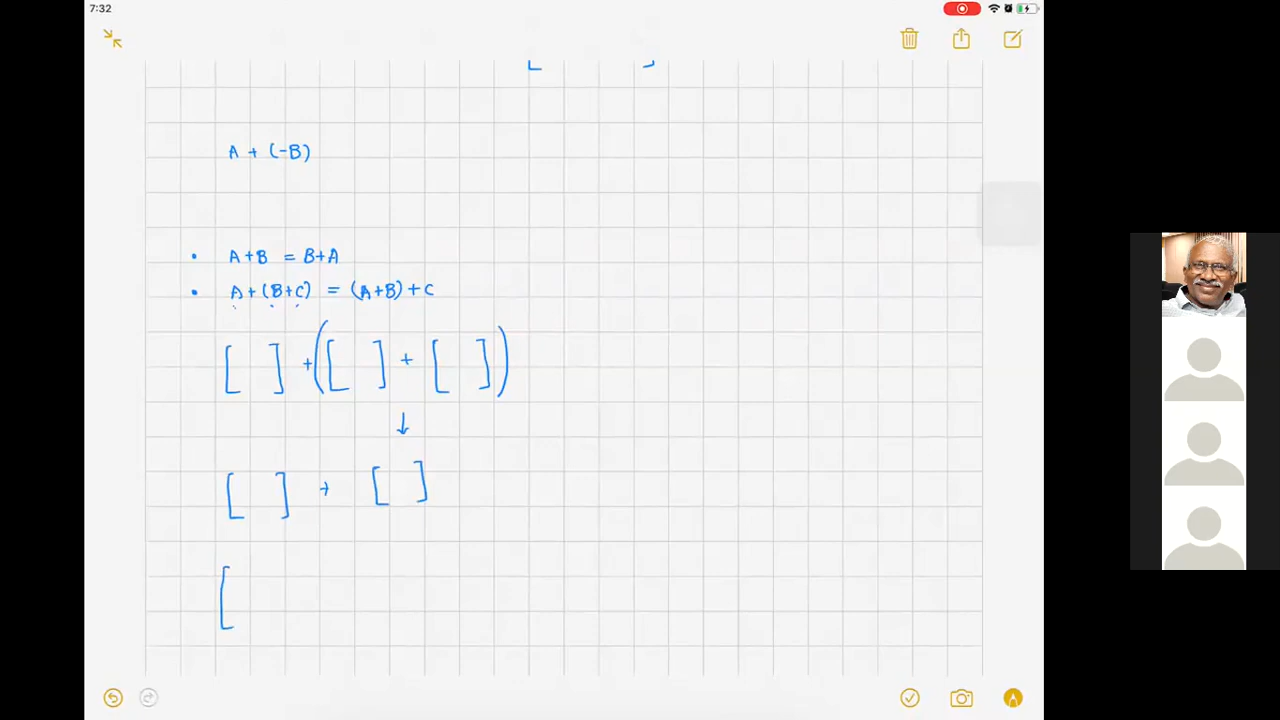 7:32
A + (-B)
• A+B = B+A
• A+(B+C) = (A+B)+C
[ ] + ([ ] + [ ])
↓
[ ] + [ ]
[